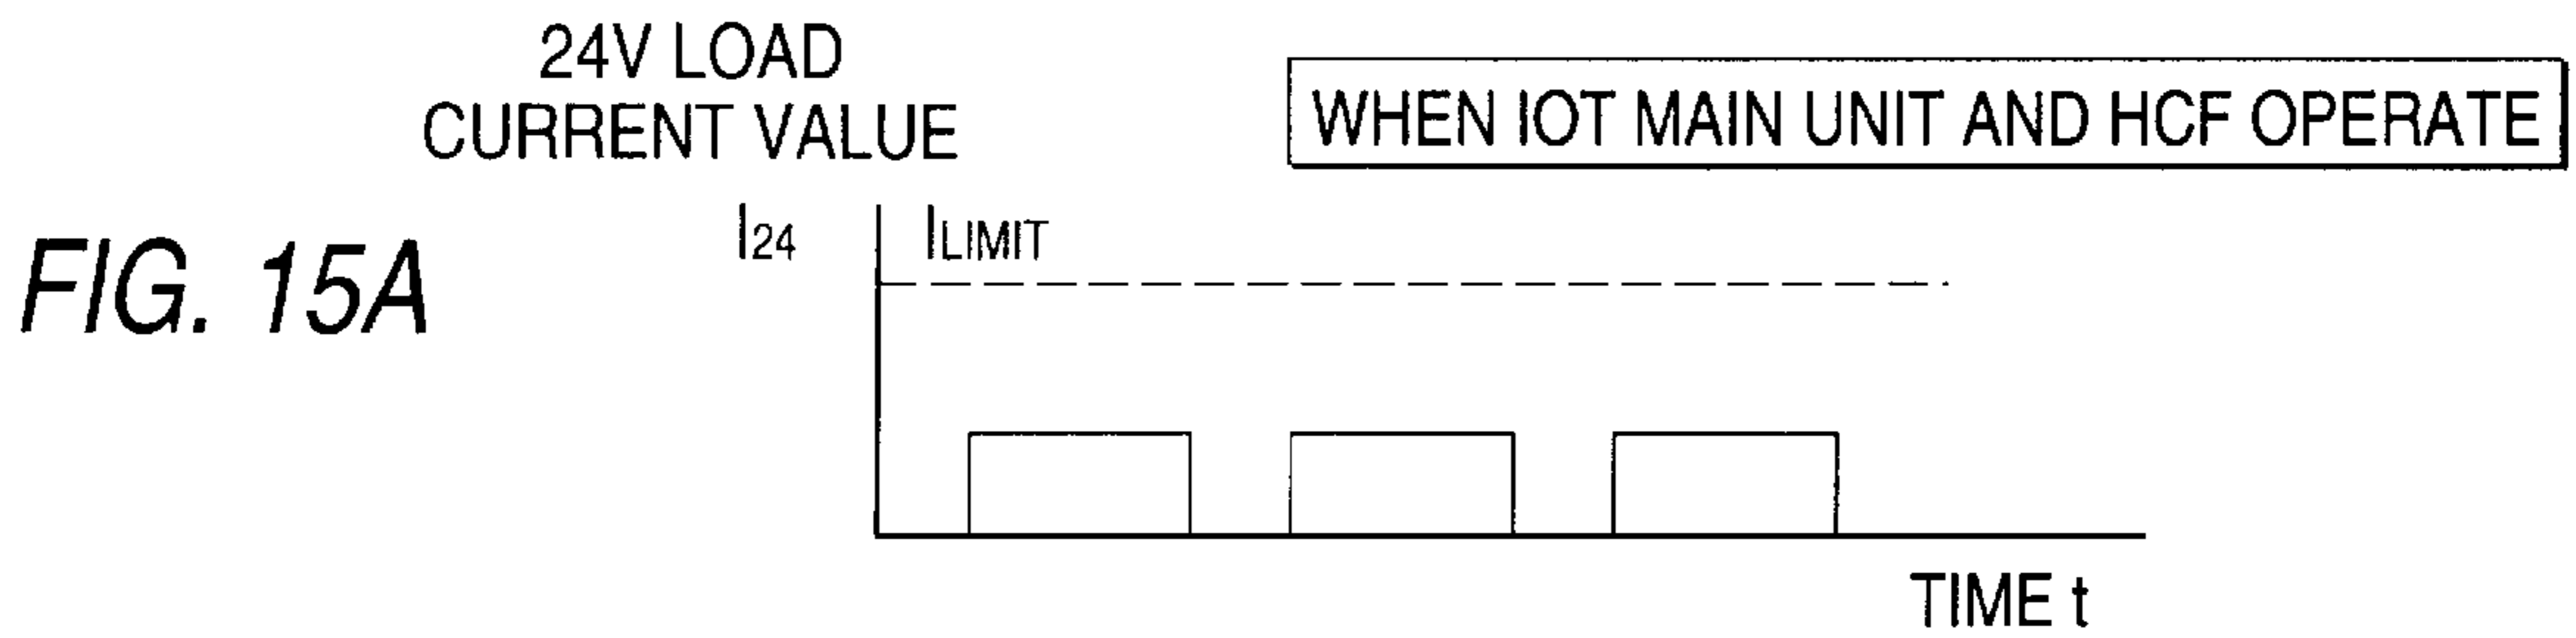 24V LOAD
CURRENT VALUE
WHEN IOT MAIN UNIT AND HCF OPERATE
I24
ILIMIT
FIG. 15A
TIME t